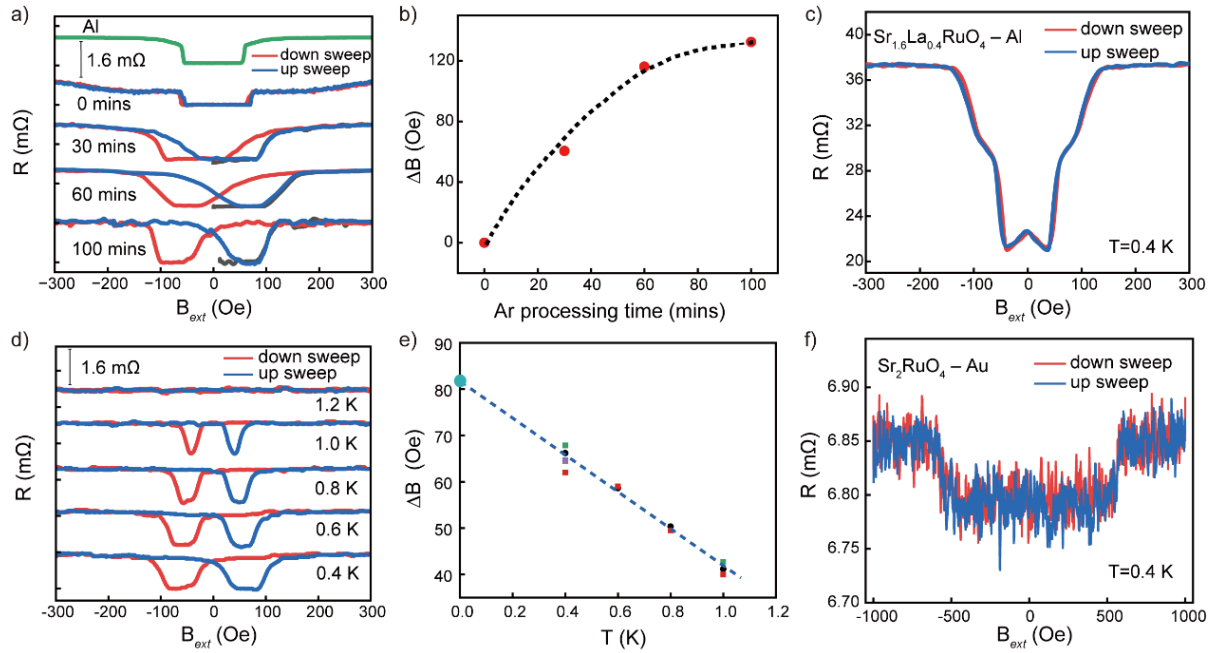 a)
Al
1.6 mΩ
down sweep
up sweep
0 mins
30 mins
60 mins
100 mins
R (mΩ)
−300 −200 −100 0 100 200 300
B_ext (Oe)
b)
120
80
40
0
ΔB (Oe)
0 20 40 60 80 100
Ar processing time (mins)
c)
Sr₁.₆La₀.₄RuO₄ – Al
down sweep
up sweep
40
36
32
28
24
20
R (mΩ)
T=0.4 K
-300 -200 -100 0 100 200 300
B_ext (Oe)
d)
1.6 mΩ
down sweep
up sweep
1.2 K
1.0 K
0.8 K
0.6 K
0.4 K
R (mΩ)
-300 -200 -100 0 100 200 300
B_ext (Oe)
e)
90
80
70
60
50
40
ΔB (Oe)
0.0 0.2 0.4 0.6 0.8 1.0 1.2
T (K)
f)
Sr₂RuO₄ – Au
down sweep
up sweep
6.95
6.90
6.85
6.80
6.75
6.70
R (mΩ)
T=0.4 K
-1000 -500 0 500 1000
B_ext (Oe)